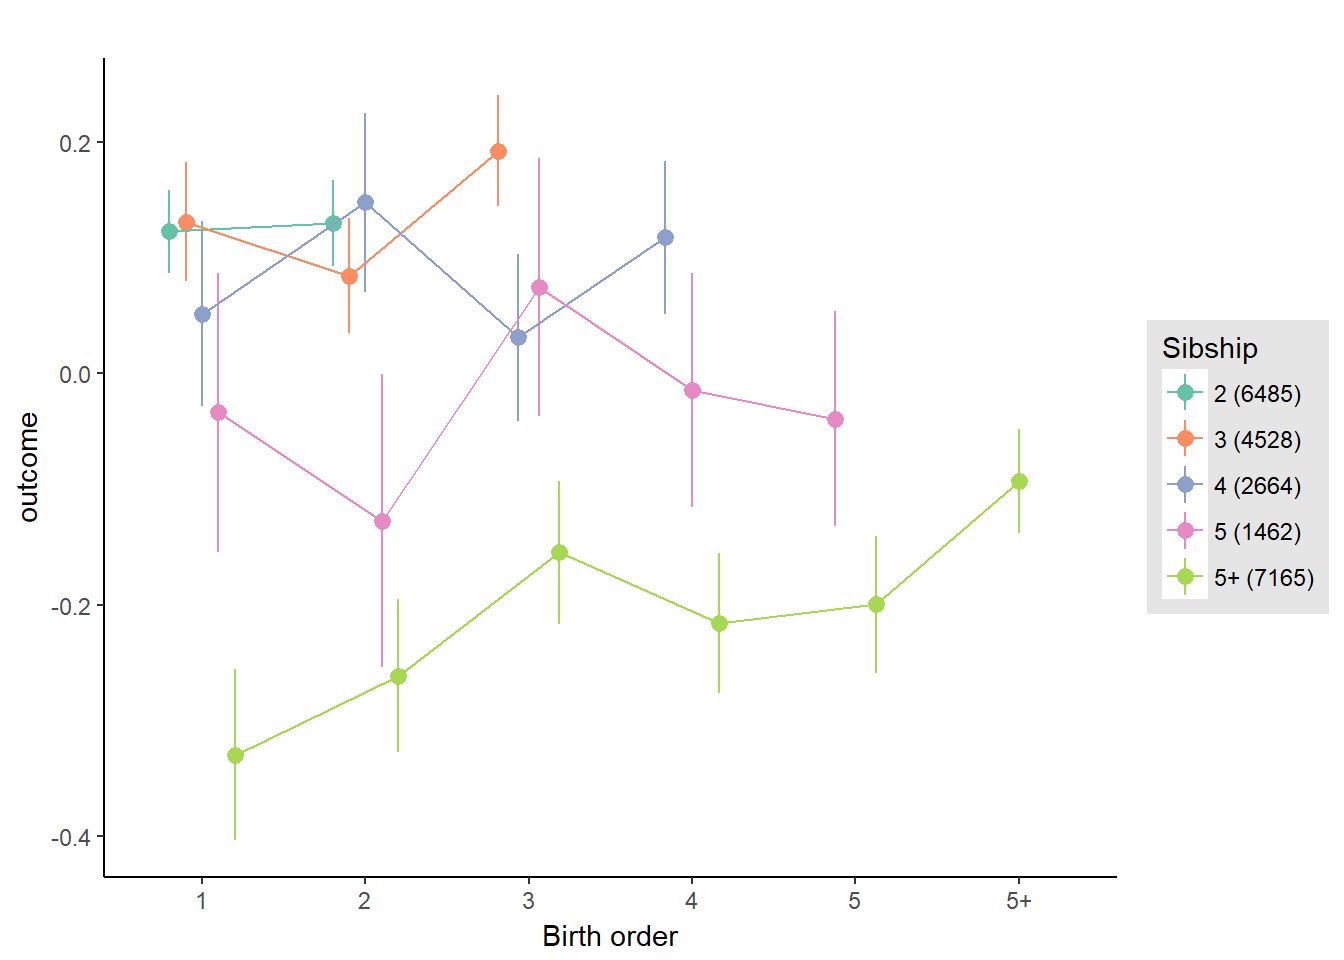 0.2
0.0
-0.2
-0.4
outcome
1 2 3 4 5 5+
Birth order
Sibship
2 (6485)
3 (4528)
4 (2664)
5 (1462)
5+ (7165)